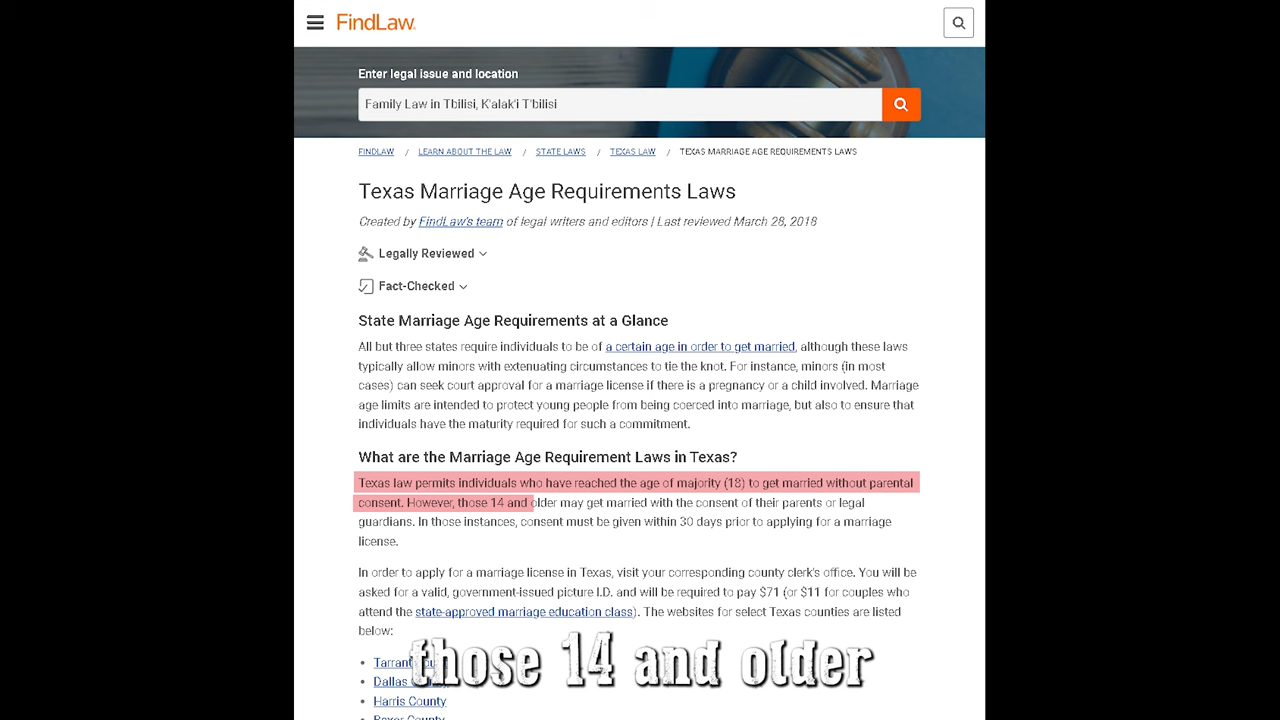 FindLaw.
Enter legal issue and location
Family Law in Tbilisi, K'alak'i T'bilisi
FINDLAW / LEARN ABOUT THE LAW / STATE LAWS / TEXAS LAW / TEXAS MARRIAGE AGE REQUIREMENTS LAWS
Texas Marriage Age Requirements Laws
Created by FindLaw's team of legal writers and editors | Last reviewed March 28, 2018
Legally Reviewed
Fact-Checked
State Marriage Age Requirements at a Glance
All but three states require individuals to be of a certain age in order to get married, although these laws
typically allow minors with extenuating circumstances to tie the knot. For instance, minors (in most
cases) can seek court approval for a marriage license if there is a pregnancy or a child involved. Marriage
age limits are intended to protect young people from being coerced into marriage, but also to ensure that
individuals have the maturity required for such a commitment.
What are the Marriage Age Requirement Laws in Texas?
Texas law permits individuals who have reached the age of majority (18) to get married without parental
consent. However, those 14 and older may get married with the consent of their parents or legal
guardians. In those instances, consent must be given within 30 days prior to applying for a marriage
license.
In order to apply for a marriage license in Texas, visit your corresponding county clerk's office. You will be
asked for a valid, government-issued picture I.D. and will be required to pay $71 (or $11 for couples who
attend the state-approved marriage education class). The websites for select Texas counties are listed
below:
those 14 and older
• Tarrant
• Dallas
• Harris County